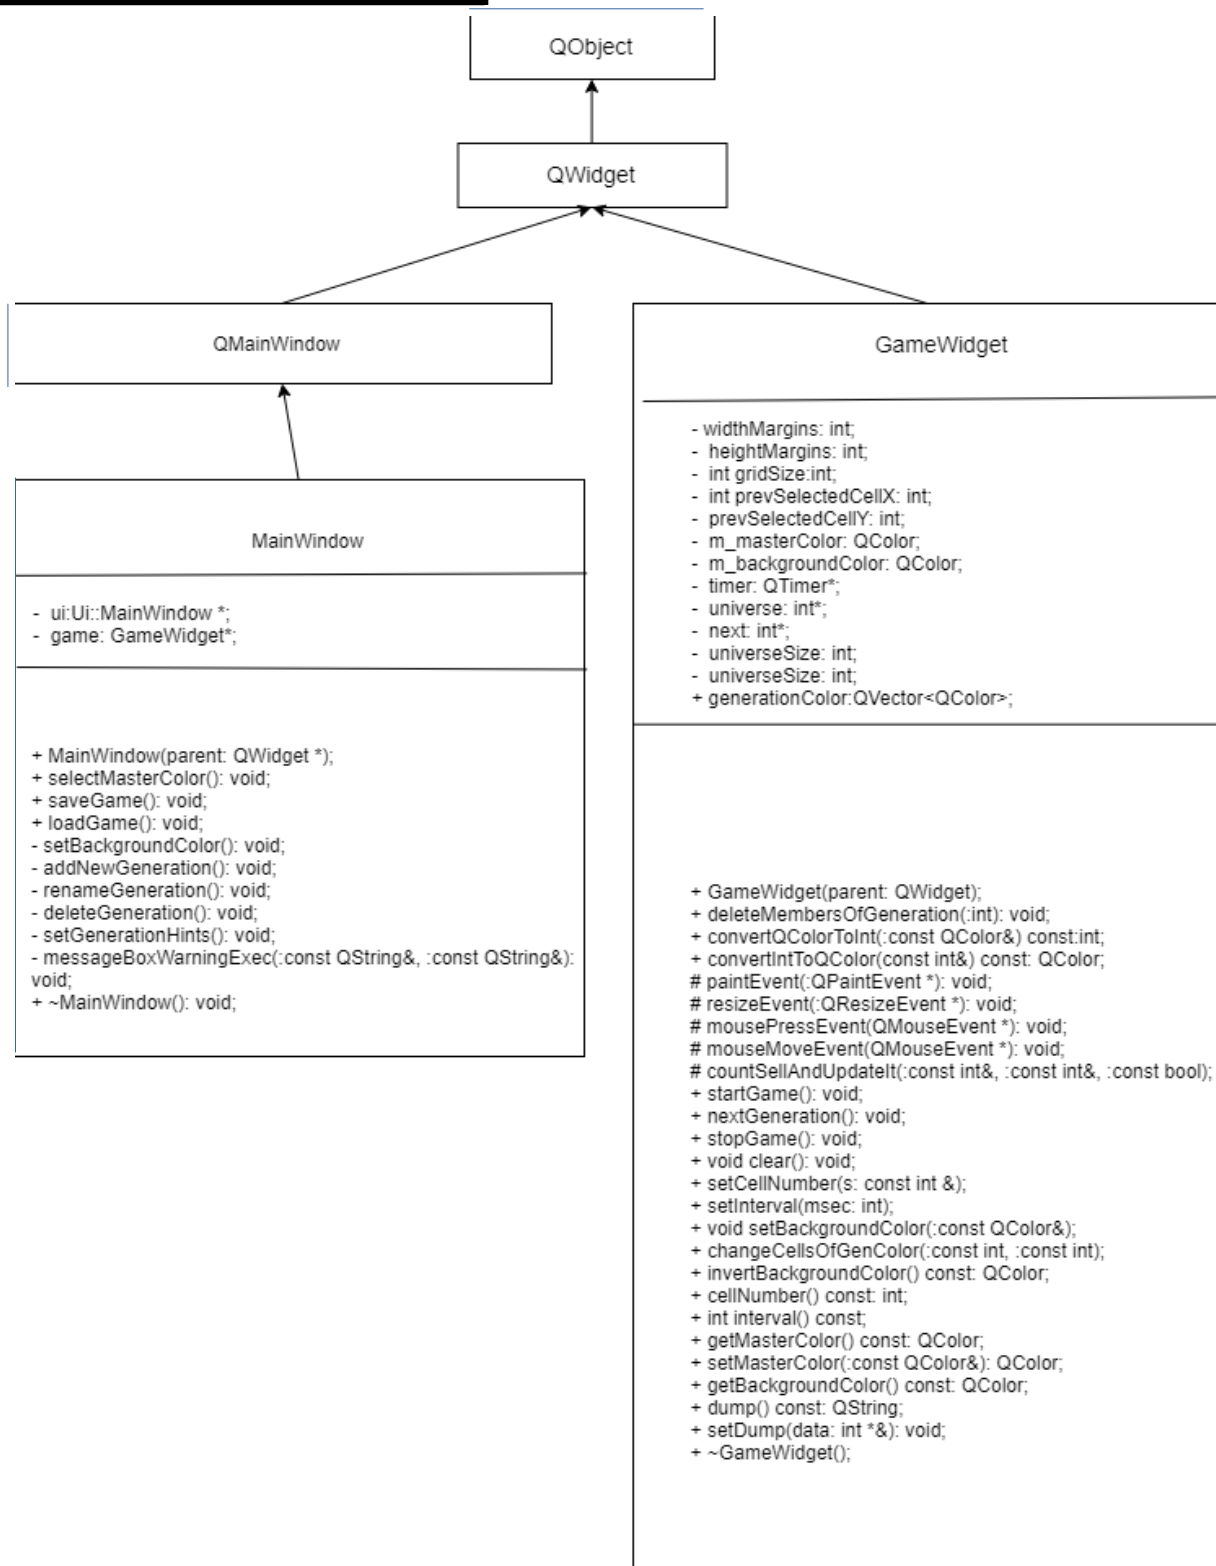 QObject
QWidget
QMainWindow
MainWindow
- ui:Ui::MainWindow *;
- game: GameWidget*;
+ MainWindow(parent: QWidget *);
+ selectMasterColor(): void;
+ saveGame(): void;
+ loadGame(): void;
- setBackgroundColor(): void;
- addNewGeneration(): void;
- renameGeneration(): void;
- deleteGeneration(): void;
- setGenerationHints(): void;
- messageBoxWarningExec(:const QString&, :const QString&):
void;
+ ~MainWindow(): void;
GameWidget
- widthMargins: int;
- heightMargins: int;
- int gridSize:int;
- int prevSelectedCellX: int;
- prevSelectedCellY: int;
- m_masterColor: QColor;
- m_backgroundColor: QColor;
- timer: QTimer*;
- universe: int*;
- next: int*;
- universeSize: int;
- universeSize: int;
+ generationColor:QVector<QColor>;
+ GameWidget(parent: QWidget);
+ deleteMembersOfGeneration(:int): void;
+ convertQColorToInt(:const QColor&) const:int;
+ convertIntToQColor(const int&) const: QColor;
# paintEvent(:QPaintEvent *): void;
# resizeEvent(:QResizeEvent *): void;
# mousePressEvent(QMouseEvent *): void;
# mouseMoveEvent(QMouseEvent *): void;
# countSellAndUpdateIt(:const int&, :const int&, :const bool);
+ startGame(): void;
+ nextGeneration(): void;
+ stopGame(): void;
+ void clear(): void;
+ setCellNumber(s: const int &);
+ setInterval(msec: int);
+ void setBackgroundColor(:const QColor&);
+ changeCellsOfGenColor(:const int, :const int);
+ invertBackgroundColor() const: QColor;
+ cellNumber() const: int;
+ int interval() const;
+ getMasterColor() const: QColor;
+ setMasterColor(:const QColor&): QColor;
+ getBackgroundColor() const: QColor;
+ dump() const: QString;
+ setDump(data: int *&): void;
+ ~GameWidget();